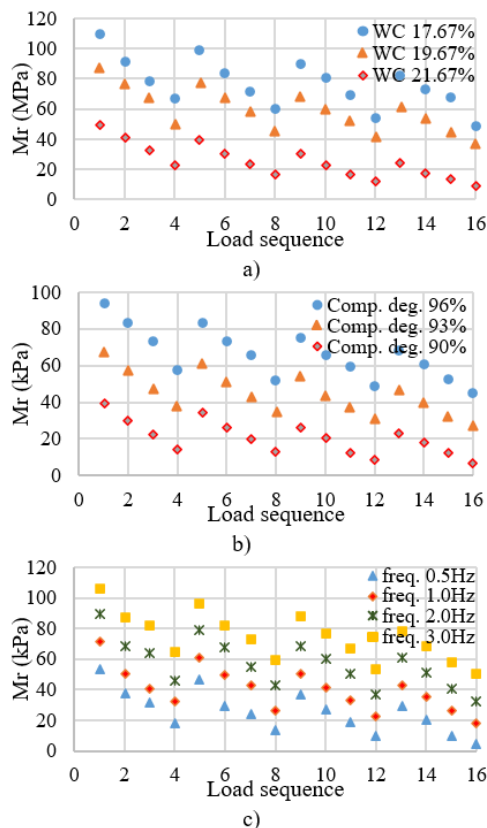 120
WC 17.67%
100
WC 19.67%
80
WC 21.67%
60
40
20
0
Mr (MPa)
0 2 4 6 8 10 12 14 16
Load sequence
a)
100
Comp. deg. 96%
80
Comp. deg. 93%
60
Comp. deg. 90%
40
20
0
Mr (kPa)
0 2 4 6 8 10 12 14 16
Load sequence
b)
120
freq. 0.5Hz
100
freq. 1.0Hz
80
freq. 2.0Hz
60
freq. 3.0Hz
40
20
0
Mr (kPa)
0 2 4 6 8 10 12 14 16
Load sequence
c)